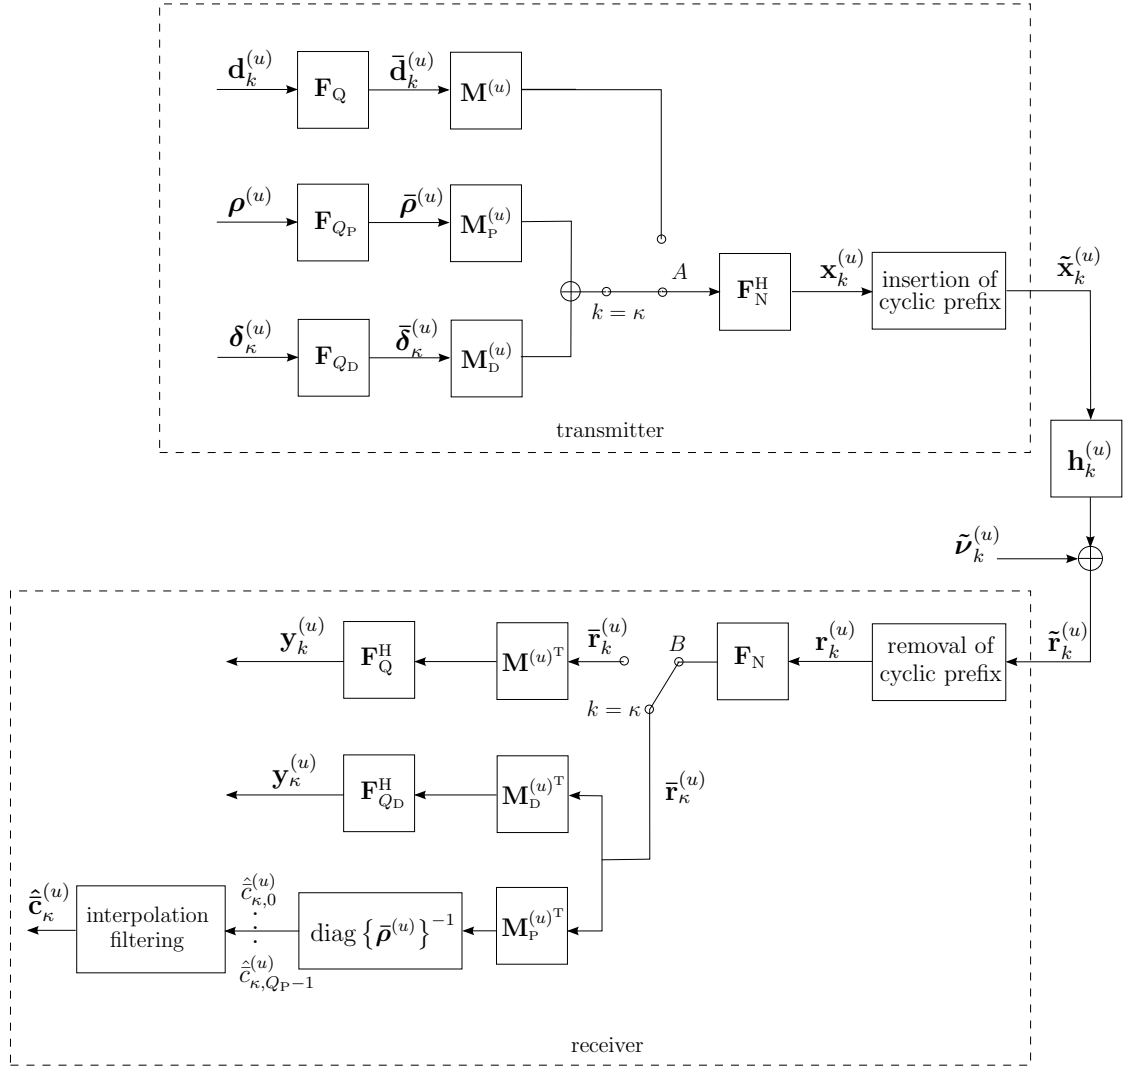 𝐝_k^(u) 𝐅_Q 𝐝̄_k^(u) 𝐌^(u)
𝝆^(u) 𝐅_{Q_P} 𝝆̄^(u) 𝐌_P^(u)
A
k = κ
𝐅_N^H 𝐱_k^(u) insertion of
cyclic prefix
𝐱̃_k^(u)
𝜹_κ^(u) 𝐅_{Q_D} 𝜹̄_κ^(u) 𝐌_D^(u)
transmitter
𝐡_k^(u)
𝝂̃_k^(u)
𝐲_k^(u) 𝐅_Q^H 𝐌^(u)^T 𝐫̄_k^(u) B 𝐅_N 𝐫_k^(u) removal of
cyclic prefix
𝐫̃_k^(u)
k = κ
𝐲_κ^(u) 𝐅_{Q_D}^H 𝐌_D^(u)^T 𝐫̄_κ^(u)
𝐜̄̂_κ^(u) interpolation
filtering
c̄̂_{κ,0}^(u)
⋮
c̄̂_{κ,Q_P−1}^(u)
diag {𝝆̄^(u)}^−1 𝐌_P^(u)^T
receiver